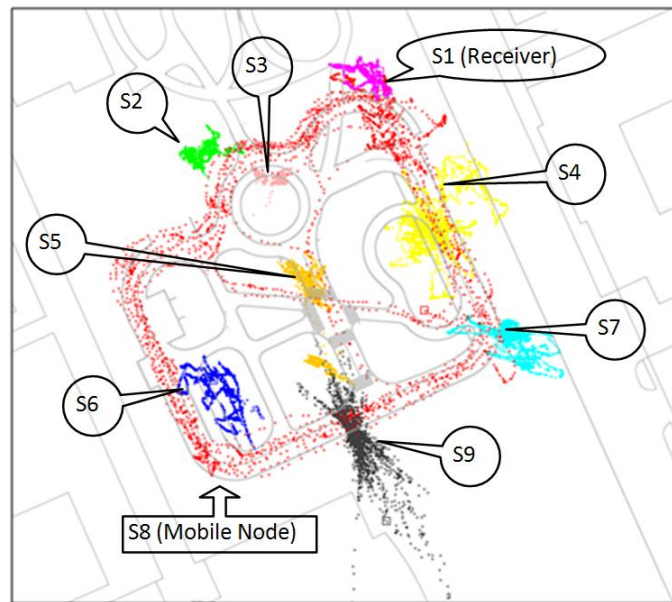 S1 (Receiver)
S3
S2
S4
S5
S7
S6
S9
S8 (Mobile Node)